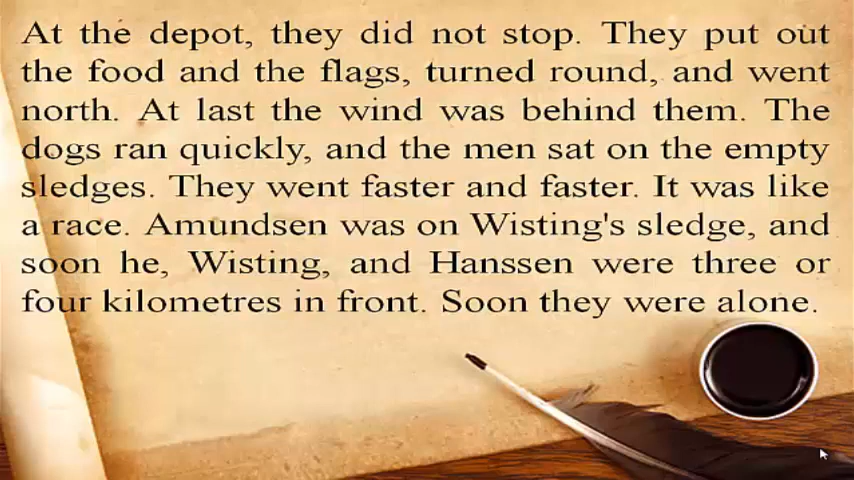 At the depot, they did not stop. They put out
the food and the flags, turned round, and went
north. At last the wind was behind them. The
dogs ran quickly, and the men sat on the empty
sledges. They went faster and faster. It was like
a race. Amundsen was on Wisting's sledge, and
soon he, Wisting, and Hanssen were three or
four kilometres in front. Soon they were alone.